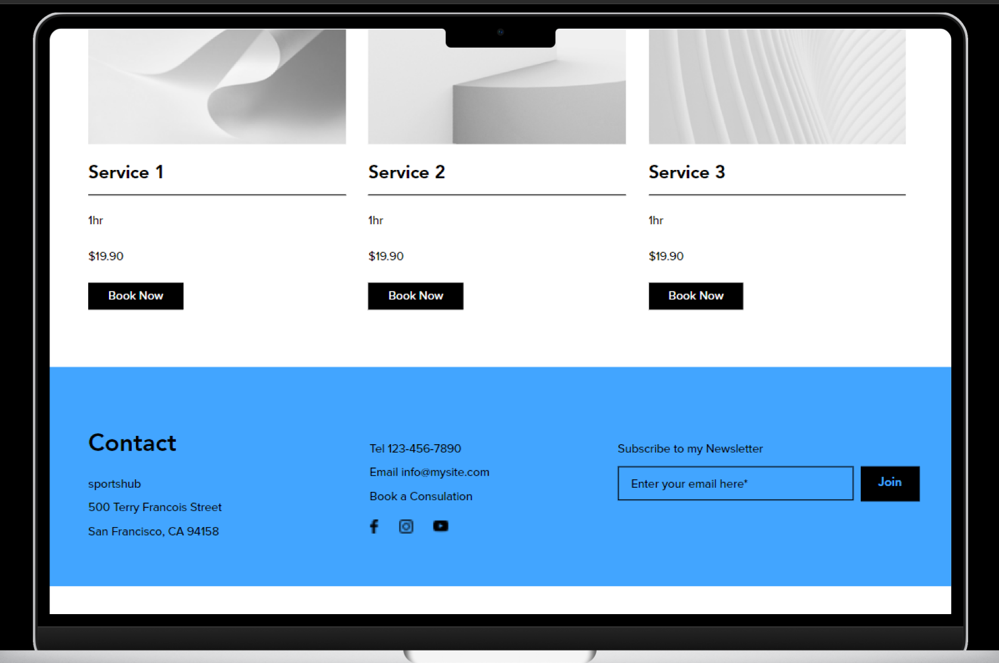 Service 1
1hr
$19.90
Book Now
Service 2
1hr
$19.90
Book Now
Service 3
1hr
$19.90
Book Now
Contact
sportshub
500 Terry Francois Street
San Francisco, CA 94158
Tel 123-456-7890
Email info@mysite.com
Book a Consulation
Subscribe to my Newsletter
Enter your email here*
Join